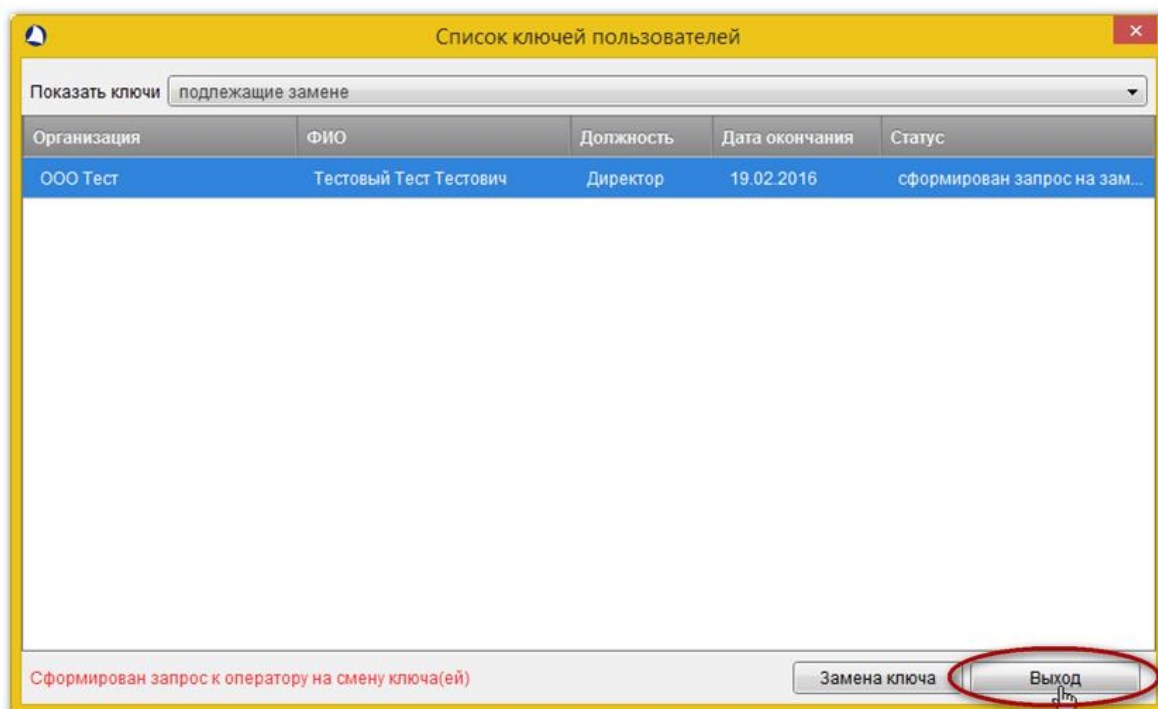 Список ключей пользователей
Показать ключи подлежащие замене
Организация ФИО Должность Дата окончания Статус
ООО Тест Тестовый Тест Тестович Директор 19.02.2016 сформирован запрос на зам...
Сформирован запрос к оператору на смену ключа(ей) Замена ключа Выход